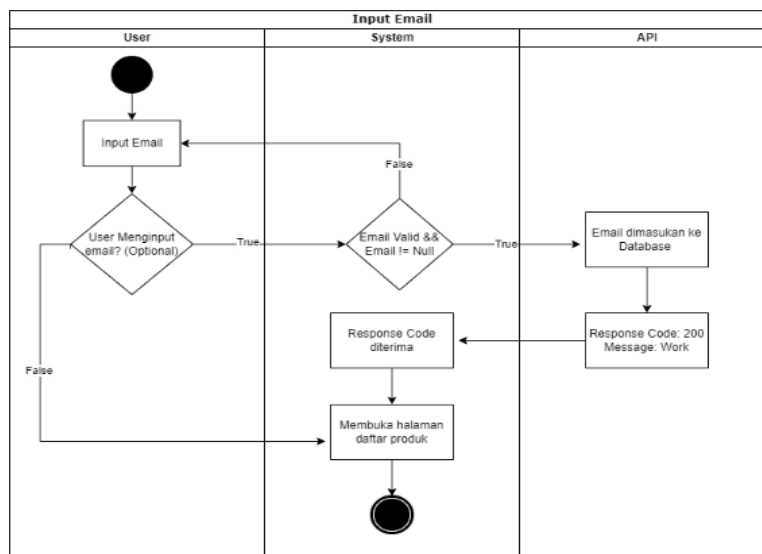 Input Email
User
System
API
Input Email
False
User Menginput
email? (Optional)
True
Email Valid &&
Email != Null
True
Email dimasukan ke
Database
Response Code
diterima
Response Code: 200
Message: Work
False
Membuka halaman
daftar produk